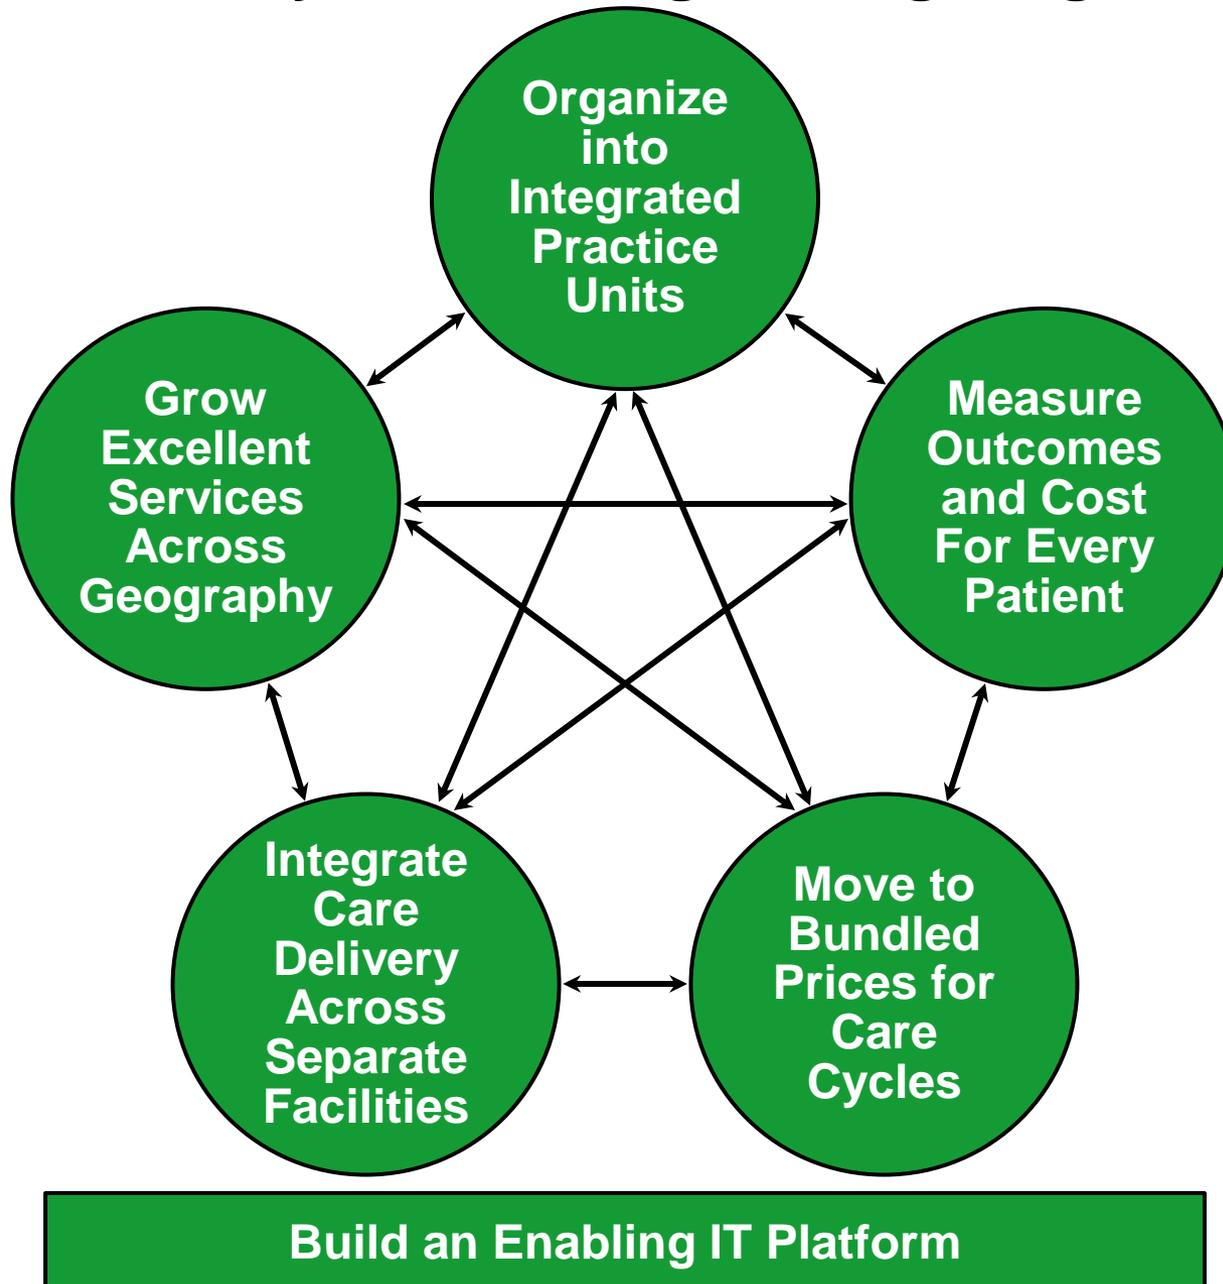 Organize
into
Integrated
Practice
Units
Grow
Excellent
Services
Across
Geography
Measure
Outcomes
and Cost
For Every
Patient
Integrate
Care
Delivery
Across
Separate
Facilities
Move to
Bundled
Prices for
Care
Cycles
Build an Enabling IT Platform